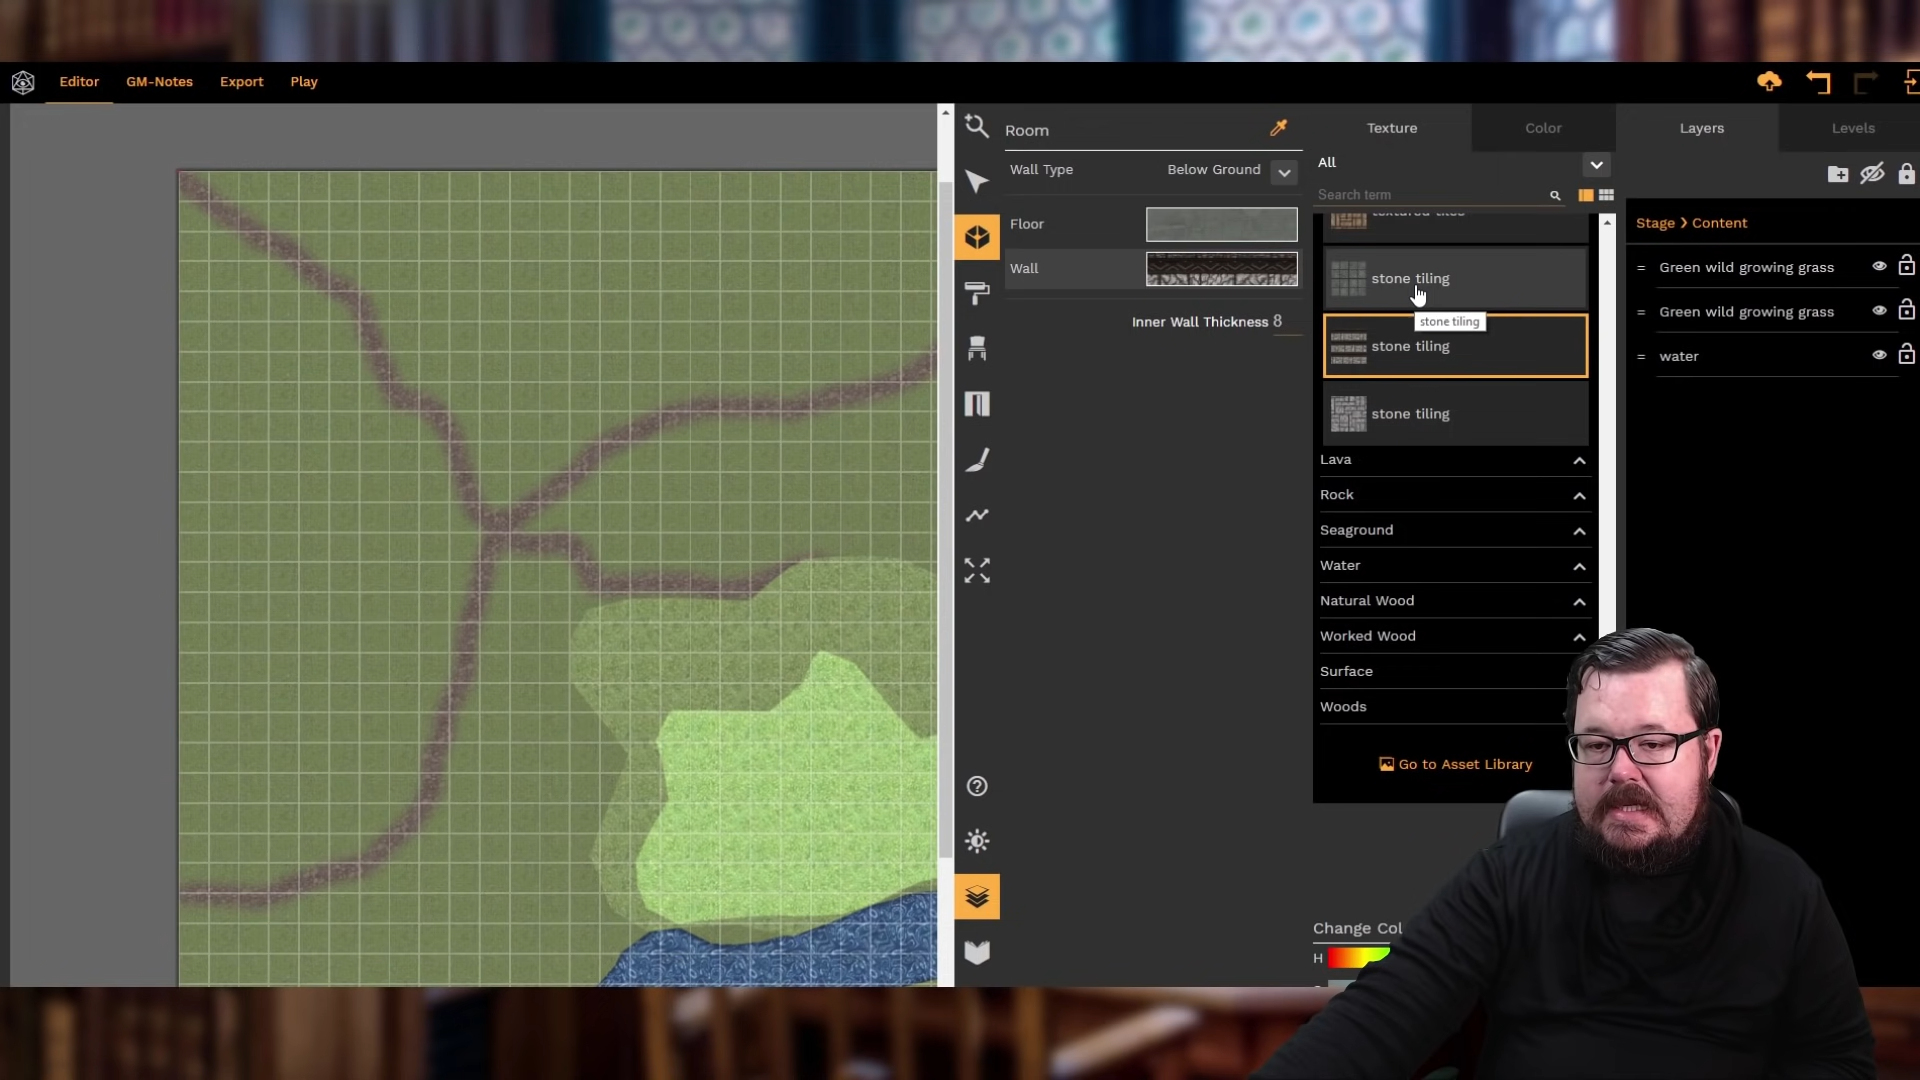 Editor GM-Notes Export Play
Room
Wall Type Below Ground
Floor
Wall
Inner Wall Thickness 8
Texture Color
All
Search term
textured tiles
stone tiling
stone tiling
stone tiling
stone tiling
Lava
Rock
Seaground
Water
Natural Wood
Worked Wood
Surface
Woods
Go to Asset Library
Change Col
H
Layers Levels
Stage ❯ Content
= Green wild growing grass
= Green wild growing grass
= water